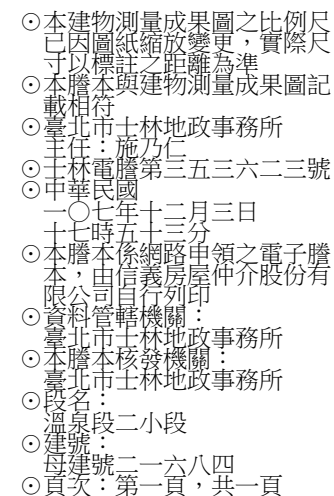 ⊙本建物測量成果圖之比例尺
已因圖紙縮放變更，實際尺
寸以標註之距離為準
⊙本謄本與建物測量成果圖記
載相符
⊙臺北市士林地政事務所
主任：施乃仁
⊙士林電謄第三五三六二三號
⊙中華民國
一○七年十二月三日
十七時五十三分
⊙本謄本係網路申領之電子謄
本，由信義房屋仲介股份有
限公司自行列印
⊙資料管轄機關：
臺北市士林地政事務所
⊙本謄本核發機關：
臺北市士林地政事務所
⊙段名：
溫泉段二小段
⊙建號：
母建號二一六八四
⊙頁次：第一頁，共一頁